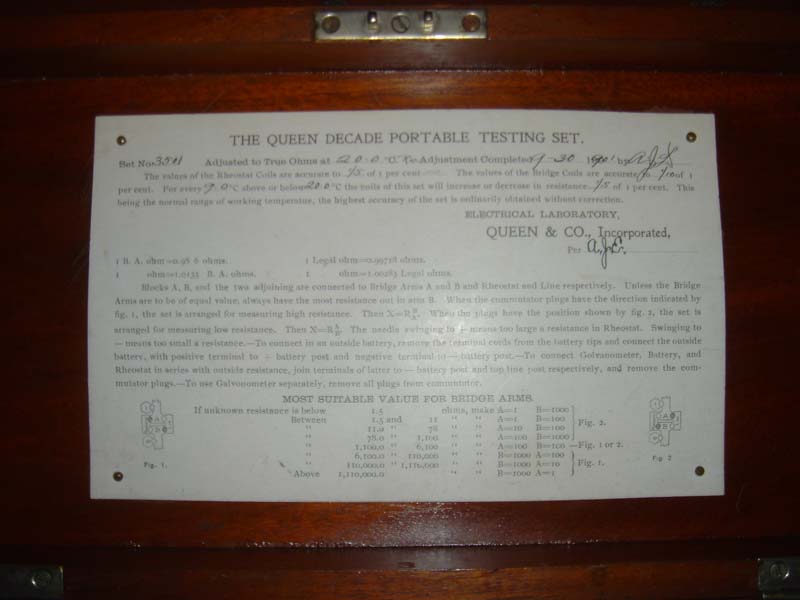 THE QUEEN DECADE PORTABLE TESTING SET.
Set No. 3511 Adjusted to True Ohms at 20.0 °C. Adjustment Completed 9-30 by
The values of the Rheostat Coils are accurate to 1/5 of 1 per cent The values of the Bridge Coils are accurate to 1/10 of 1
per cent. For every °C above or below 20.0 °C the coils of this set will increase or decrease in resistance 1/5 of 1 per cent. This
being the normal range of working temperatue, the highest accuracy of the set is ordinarily obtained without correction.
ELECTRICAL LABORATORY,
QUEEN & CO., Incorporated,
Per
1 B. A. ohm=0.98 6 ohms. 1 Legal ohm=0.99718 ohms.
1 ohm=1.0133 B. A. ohms. 1 ohm=1.00283 Legal ohms.
Blocks A, B, and the two adjoining are connected to Bridge Arms A and B and Rheostat and Line respectively. Unless the Bridge
Arms are to be of equal value, always have the most resistance out in arm B. When the commutator plugs have the direction indicated by
fig. 1, the set is arranged for measuring high resistance. Then X=R B/A. When the plugs have the position shown by fig. 2, the set is
arranged for measuring low resistance. Then X=R A/B. The needle swinging to + means too large a resistance in Rheostat. Swinging to
— means too small a resistance.—To connect in an outside battery, remove the terminal cords from the battery tips and connect the outside
battery, with positive terminal to + battery post and negative terminal to — battery post.—To connect Golvanometer, Battery, and
Rheostat in series with outside resistance, join terminals of latter to — battery post and top line post respectively, and remove the com-
mutator plugs.—To use Galvonometer separately, remove all plugs from commutator.
MOST SUITABLE VALUE FOR BRIDGE ARMS.
If unknown resistance is below 1.5 ohms, make A=1 B=1000
Between 1.5 and 11 " " A=1 B=100
" 11.9 " 78 " " A=10 B=100 Fig. 2.
" 78.0 " 1,100 " " A=100 B=1000
" 1,100.0 " 6,100 " " A=100 B=100 Fig. 1 or 2.
" 6,100.0 " 110,000 " " B=1000 A=100
" 110,000.0 " 1,110,000 " " B=1000 A=10 Fig. 1.
Above 1,110,000.0 " " B=1000 A=1
Fig. 1.
Fig. 2